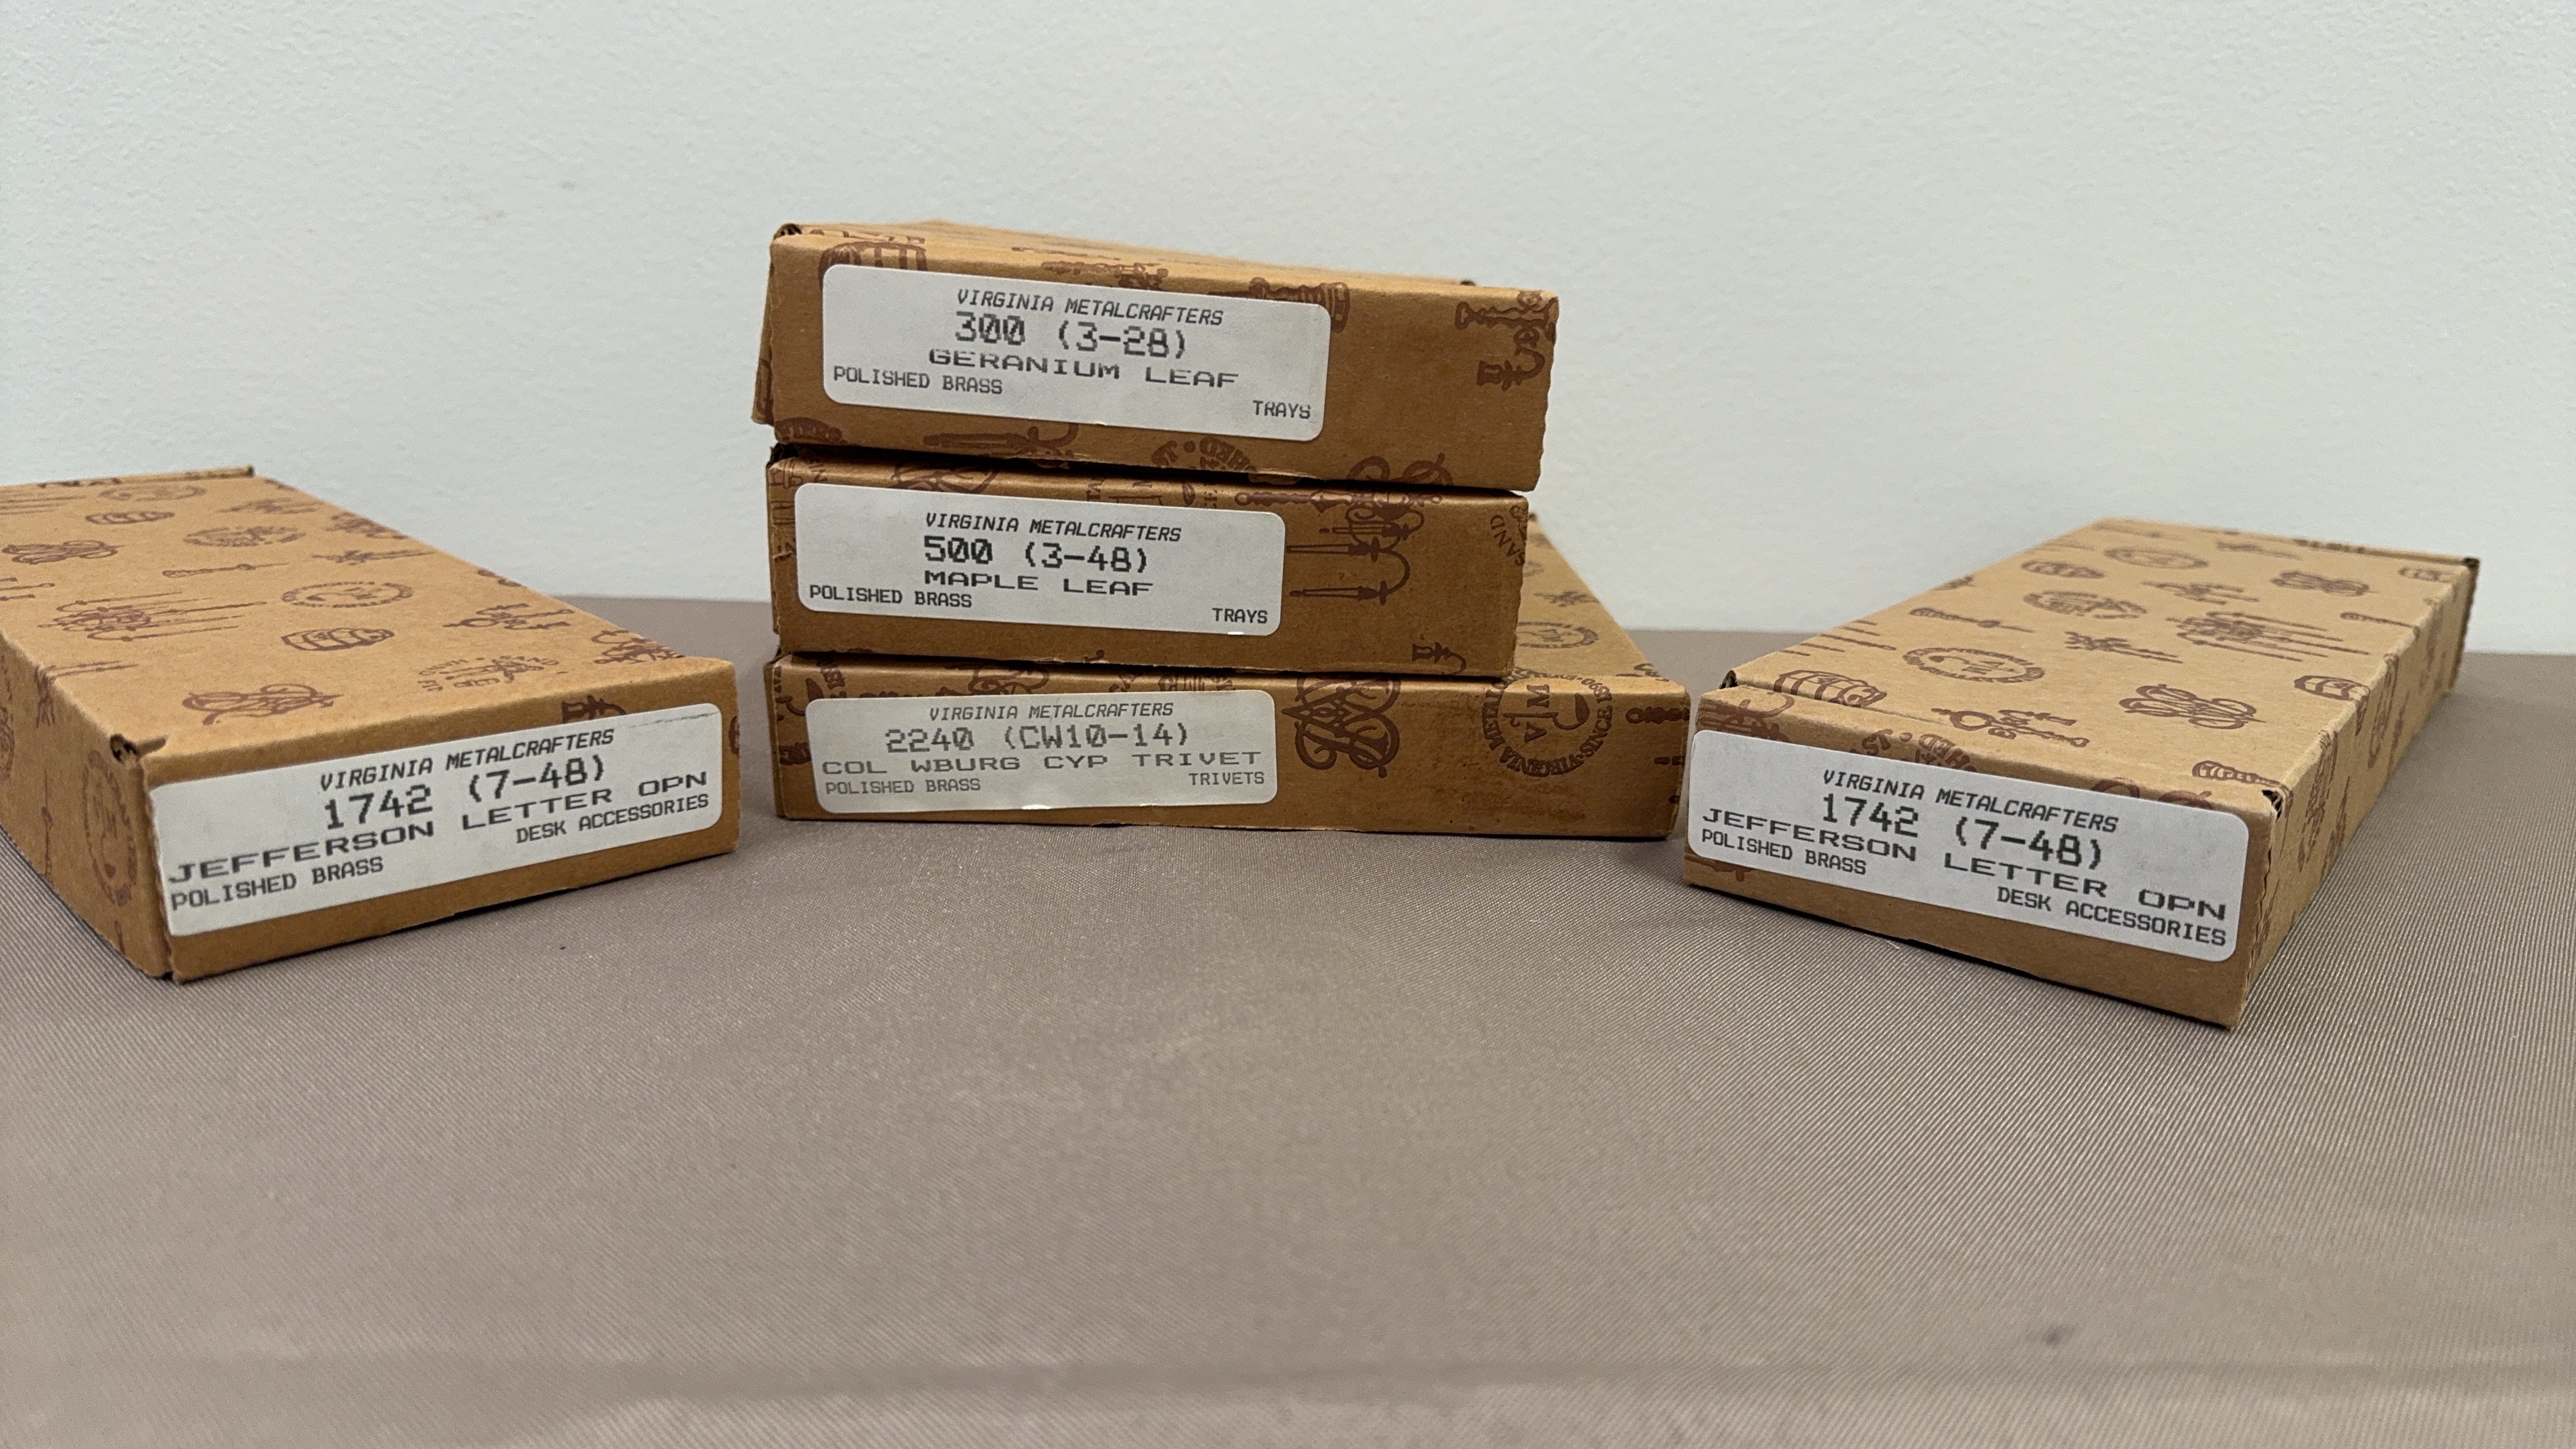 VIRGINIA METALCRAFTERS
300 (3-28)
GERANIUM LEAF
POLISHED BRASS
TRAYS
VIRGINIA METALCRAFTERS
500 (3-48)
MAPLE LEAF
POLISHED BRASS
TRAYS
VIRGINIA METALCRAFTERS
2240 (CW10-14)
COL WBURG CYP TRIVET
POLISHED BRASS TRIVETS
VIRGINIA METALCRAFTERS
1742 (7-48)
JEFFERSON LETTER OPN
POLISHED BRASS DESK ACCESSORIES
VIRGINIA METALCRAFTERS
1742 (7-48)
JEFFERSON LETTER OPN
POLISHED BRASS
DESK ACCESSORIES